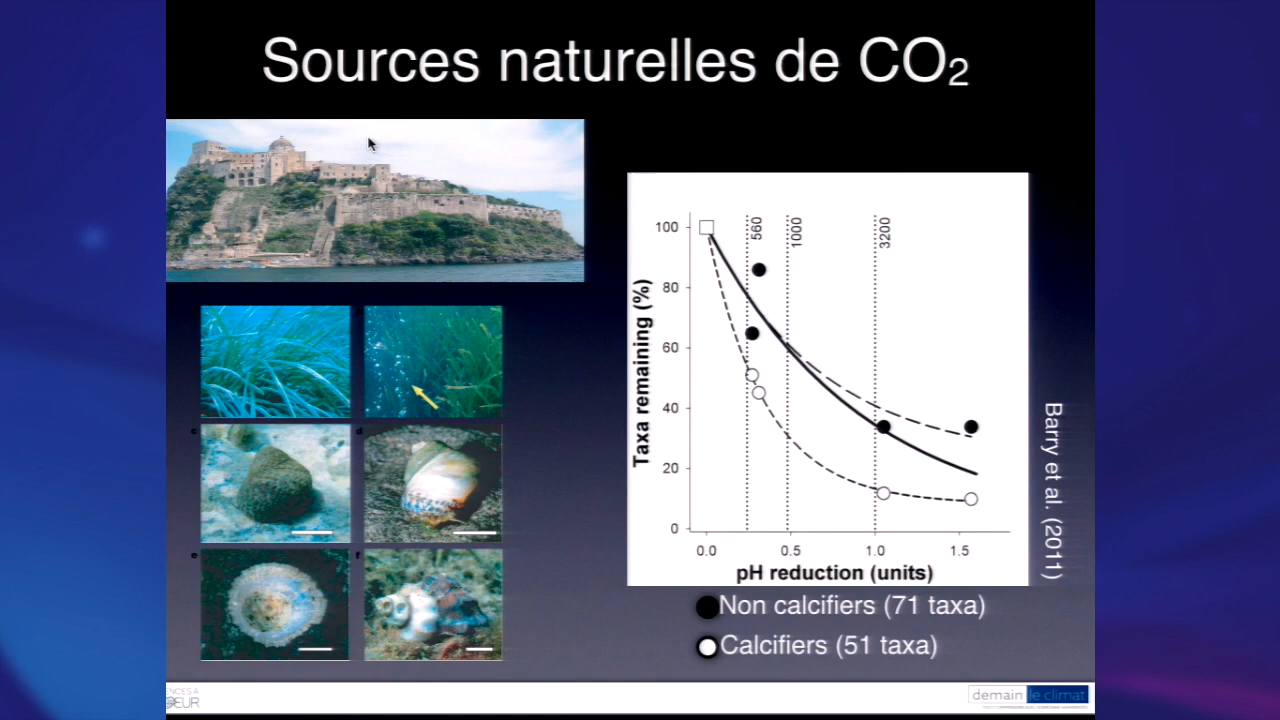 Sources naturelles de CO₂
c
d
e
f
Taxa remaining (%)
100
80
60
40
20
0
560
1000
3200
0.0
0.5
1.0
1.5
pH reduction (units)
Barry et al. (2011)
Non calcifiers (71 taxa)
Calcifiers (51 taxa)
ENCES À
EUR
demain le climat